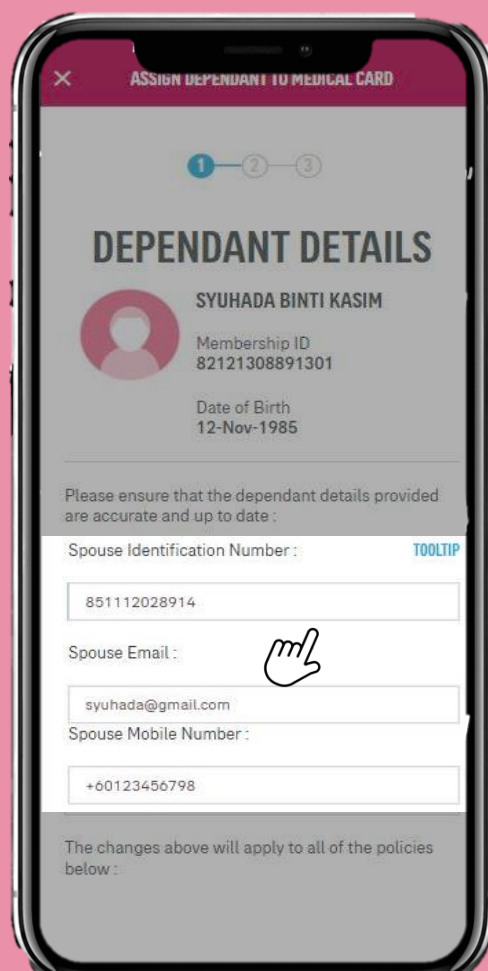 ASSIGN DEPENDANT TO MEDICAL CARD
1 2 3
DEPENDANT DETAILS
SYUHADA BINTI KASIM
Membership ID
82121308891301
Date of Birth
12-Nov-1985
Please ensure that the dependant details provided
are accurate and up to date :
Spouse Identification Number : TOOLTIP
851112028914
Spouse Email :
syuhada@gmail.com
Spouse Mobile Number :
+60123456798
The changes above will apply to all of the policies
below :